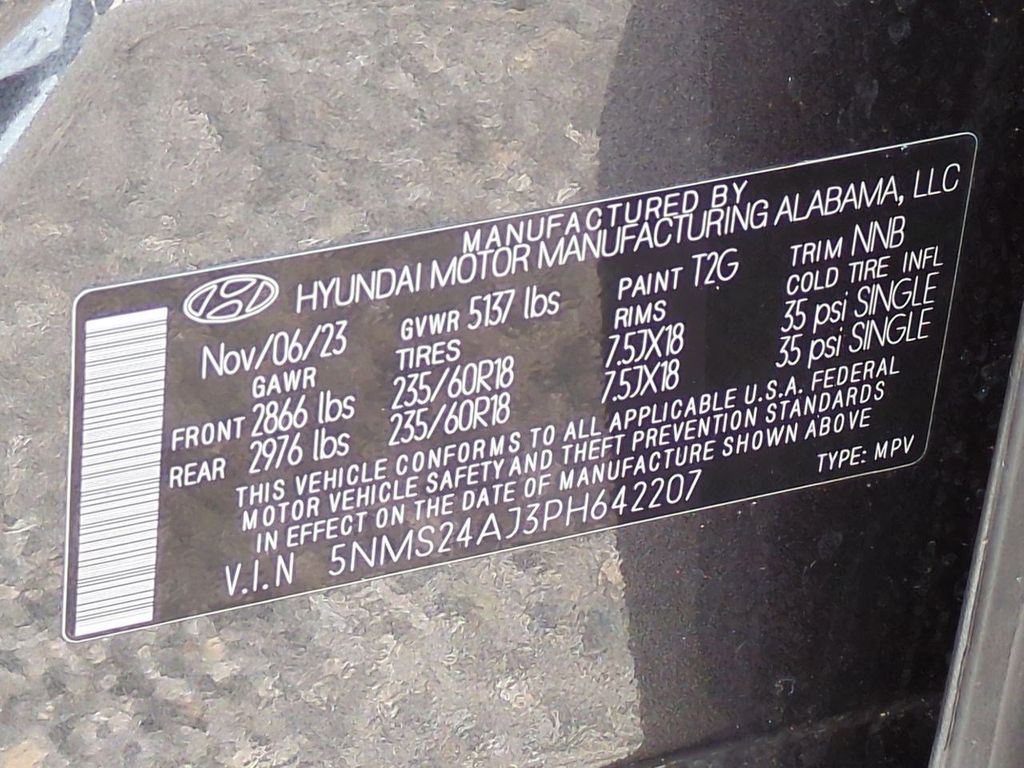 MANUFACTURED BY
HYUNDAI MOTOR MANUFACTURING ALABAMA, LLC
Nov/06/23 GVWR 5137 lbs PAINT T2G TRIM NNB
GAWR TIRES RIMS COLD TIRE INFL
FRONT 2866 lbs 235/60R18 7.5JX18 35 psi SINGLE
REAR 2976 lbs 235/60R18 7.5JX18 35 psi SINGLE
THIS VEHICLE CONFORMS TO ALL APPLICABLE U.S.A. FEDERAL
MOTOR VEHICLE SAFETY AND THEFT PREVENTION STANDARDS
IN EFFECT ON THE DATE OF MANUFACTURE SHOWN ABOVE
V.I.N 5NMS24AJ3PH642207 TYPE: MPV